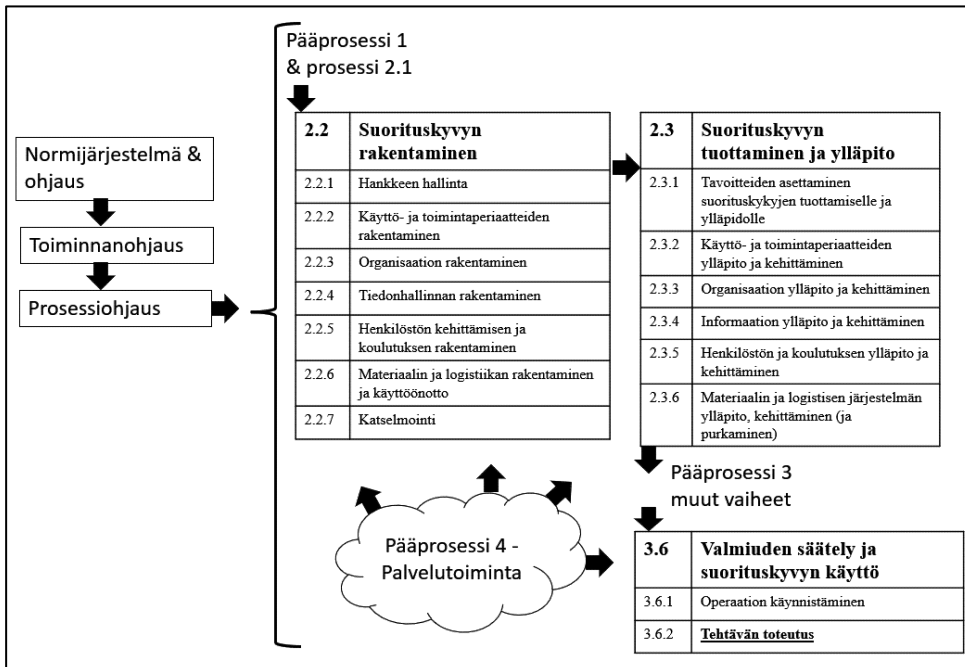 Normijärjestelmä &
ohjaus
Toiminnanohjaus
Prosessiohjaus
Pääprosessi 1
& prosessi 2.1
2.2 Suorituskyvyn
rakentaminen
2.2.1 Hankkeen hallinta
2.2.2 Käyttö- ja toimintaperiaatteiden
rakentaminen
2.2.3 Organisaation rakentaminen
2.2.4 Tiedonhallinnan rakentaminen
2.2.5 Henkilöstön kehittämisen ja
koulutuksen rakentaminen
2.2.6 Materiaalin ja logistiikan rakentaminen
ja käyttöönotto
2.2.7 Katselmointi
2.3 Suorituskyvyn
tuottaminen ja ylläpito
2.3.1 Tavoitteiden asettaminen
suorituskykyjen tuottamiselle ja
ylläpidolle
2.3.2 Käyttö- ja toimintaperiaatteiden
ylläpito ja kehittäminen
2.3.3 Organisaation ylläpito ja kehittäminen
2.3.4 Informaation ylläpito ja kehittäminen
2.3.5 Henkilöstön ja koulutuksen ylläpito ja
kehittäminen
2.3.6 Materiaalin ja logistisen järjestelmän
ylläpito, kehittäminen (ja
purkaminen)
Pääprosessi 3
muut vaiheet
Pääprosessi 4 -
Palvelutoiminta
3.6 Valmiuden säätely ja
suorituskyvyn käyttö
3.6.1 Operaation käynnistäminen
3.6.2 Tehtävän toteutus